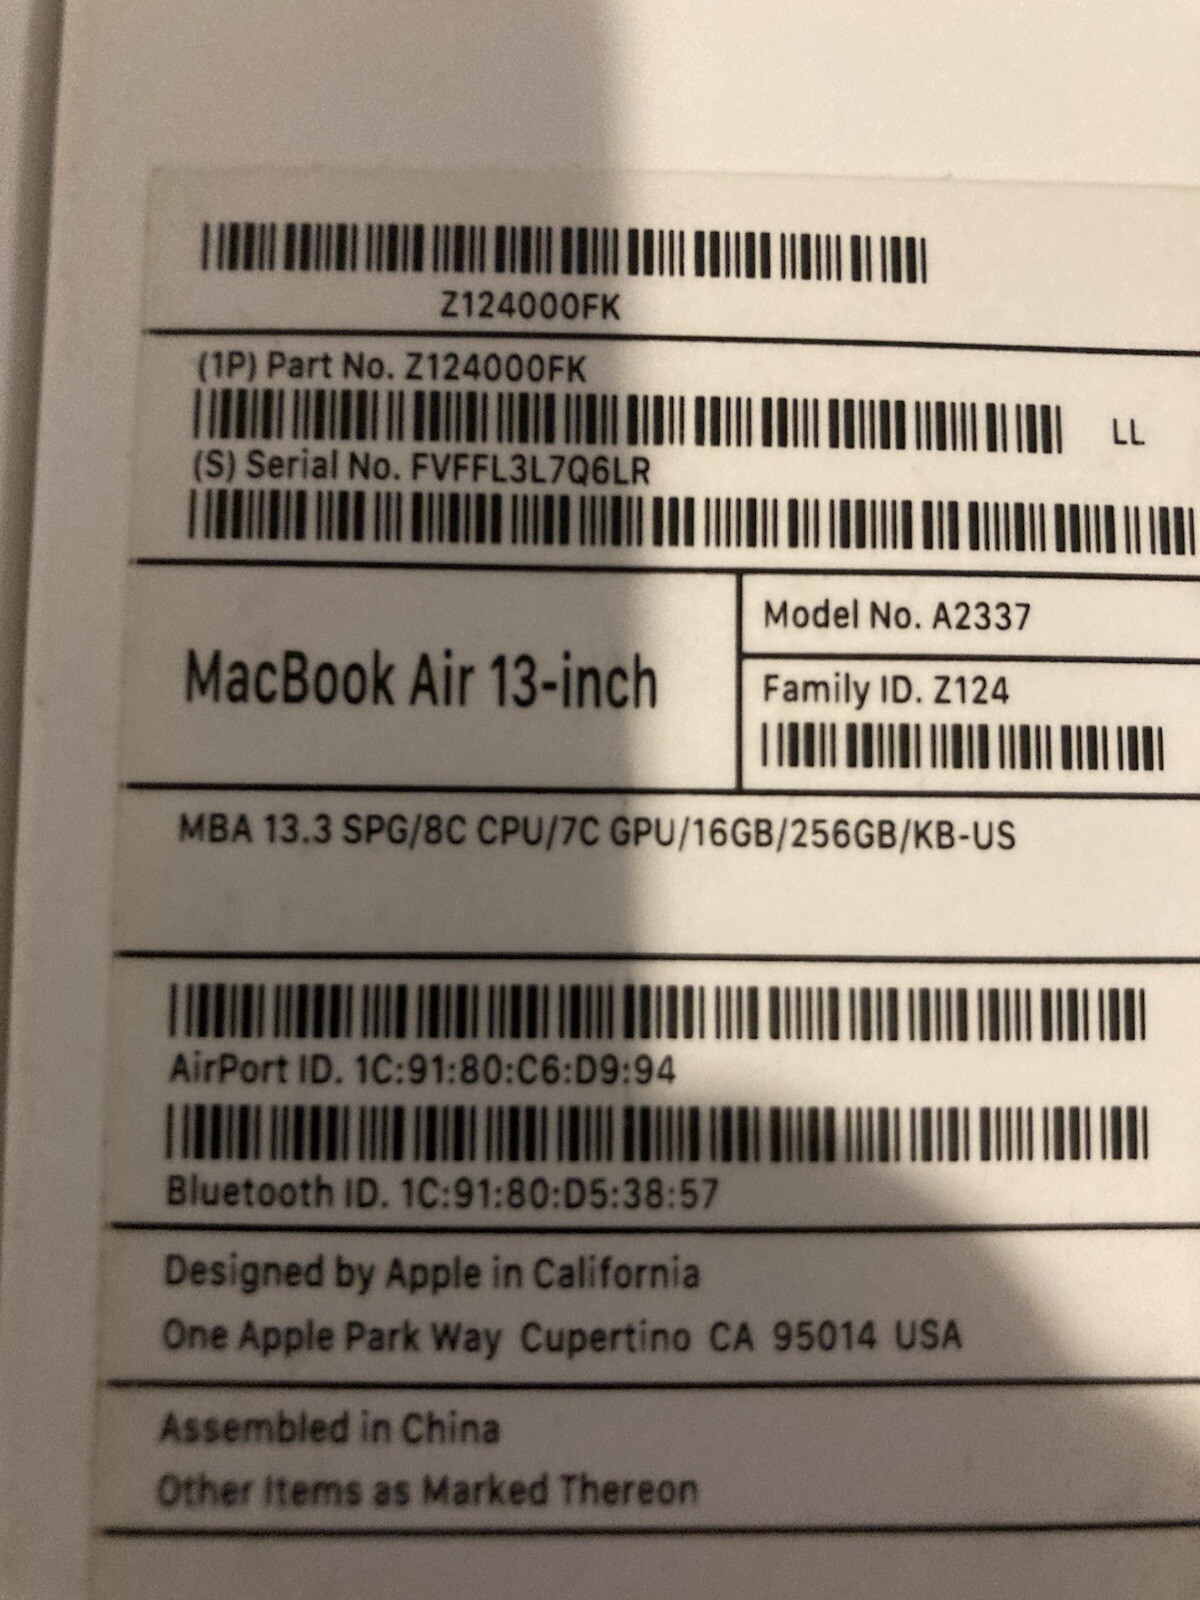 Z124000FK
(1P) Part No. Z124000FK
LL
(S) Serial No. FVFFL3L7Q6LR
MacBook Air 13-inch
Model No. A2337
Family ID. Z124
MBA 13.3 SPG/8C CPU/7C GPU/16GB/256GB/KB-US
AirPort ID. 1C:91:80:C6:D9:94
Bluetooth ID. 1C:91:80:D5:38:57
Designed by Apple in California
One Apple Park Way Cupertino CA 95014 USA
Assembled in China
Other Items as Marked Thereon